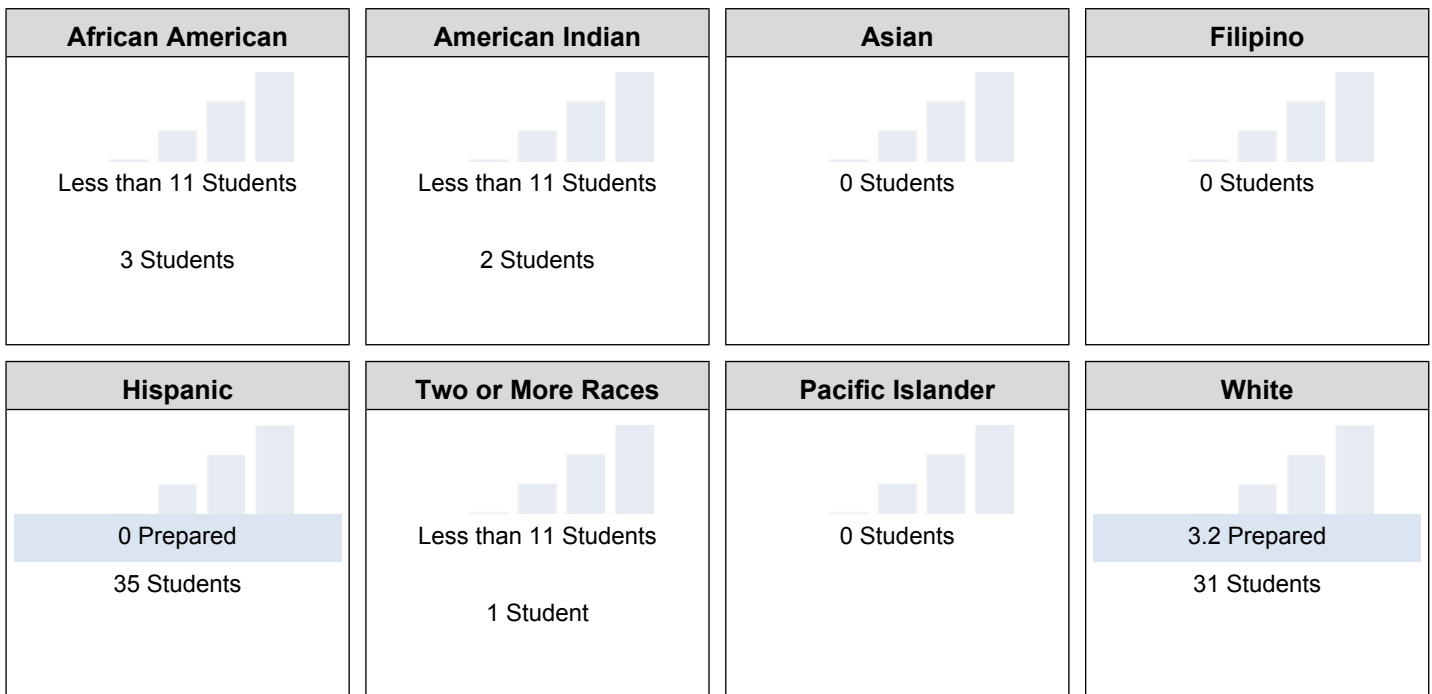 African American
Less than 11 Students
3 Students
American Indian
Less than 11 Students
2 Students
Asian
0 Students
Filipino
0 Students
Hispanic
0 Prepared
35 Students
Two or More Races
Less than 11 Students
1 Student
Pacific Islander
0 Students
White
3.2 Prepared
31 Students